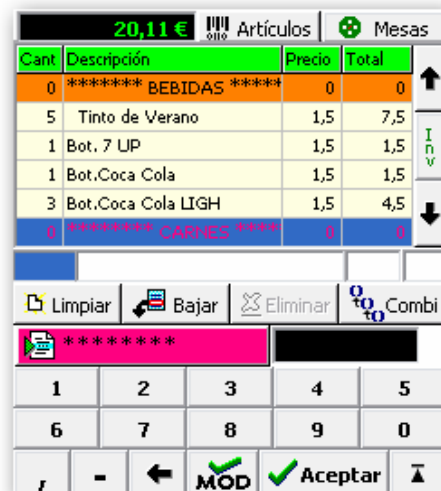 20,11 € Artículos Mesas
Cant Descripción Precio Total
0 ******* BEBIDAS ***** 0 0
5 Tinto de Verano 1,5 7,5
1 Bot. 7 UP 1,5 1,5
1 Bot.Coca Cola 1,5 1,5
3 Bot.Coca Cola LIGH 1,5 4,5
0 ******** CARNES **** 0 0
Inv
Limpiar Bajar Eliminar Combi
********
1 2 3 4 5
6 7 8 9 0
, - MOD Aceptar